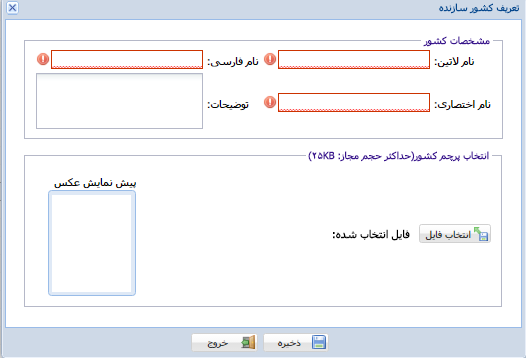 تعریف کشور سازنده
مشخصات کشور
نام لاتین: نام فارسی:
نام اختصاری: توضیحات:
انتخاب پرچم کشور(حداکثر حجم مجاز: ۲۵KB)
پیش نمایش عکس
انتخاب فایل فایل انتخاب شده:
ذخیره خروج